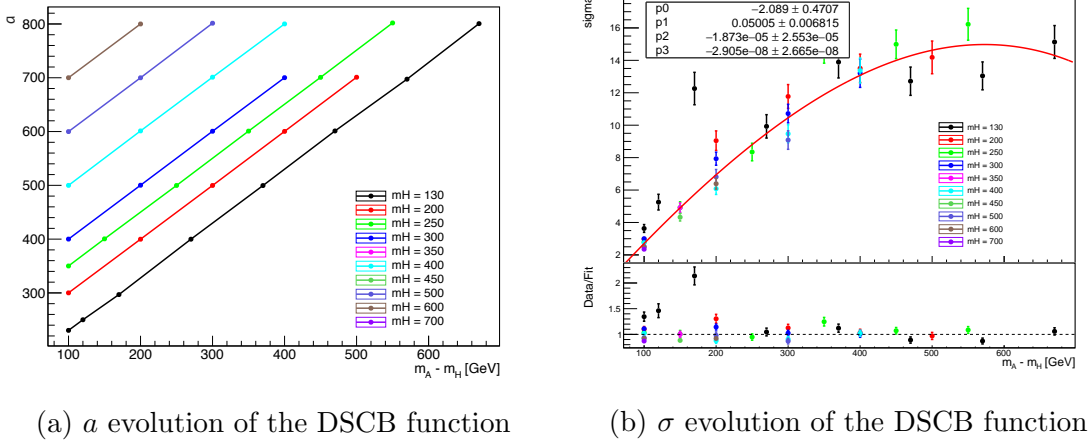 a
800
700
600
500
400
300
100 200 300 400 500 600
m_A - m_H [GeV]
mH = 130
mH = 200
mH = 250
mH = 300
mH = 350
mH = 400
mH = 450
mH = 500
mH = 600
mH = 700
(a) a evolution of the DSCB function
sigma
p0 −2.089 ± 0.4707
p1 0.05005 ± 0.006815
p2 −1.873e−05 ± 2.553e−05
p3 −2.905e−08 ± 2.665e−08
16
14
12
10
8
6
4
2
mH = 130
mH = 200
mH = 250
mH = 300
mH = 350
mH = 400
mH = 450
mH = 500
mH = 600
mH = 700
Data/Fit
2
1.5
1
100 200 300 400 500 600
m_A - m_H [GeV]
(b) σ evolution of the DSCB function